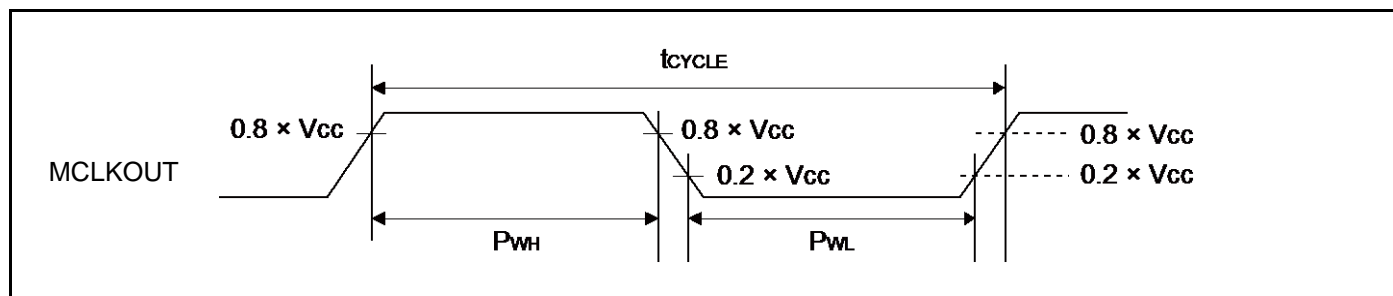 tCYCLE
0.8 × Vcc
0.8 × Vcc
0.8 × Vcc
MCLKOUT
0.2 × Vcc
0.2 × Vcc
PWH
PWL